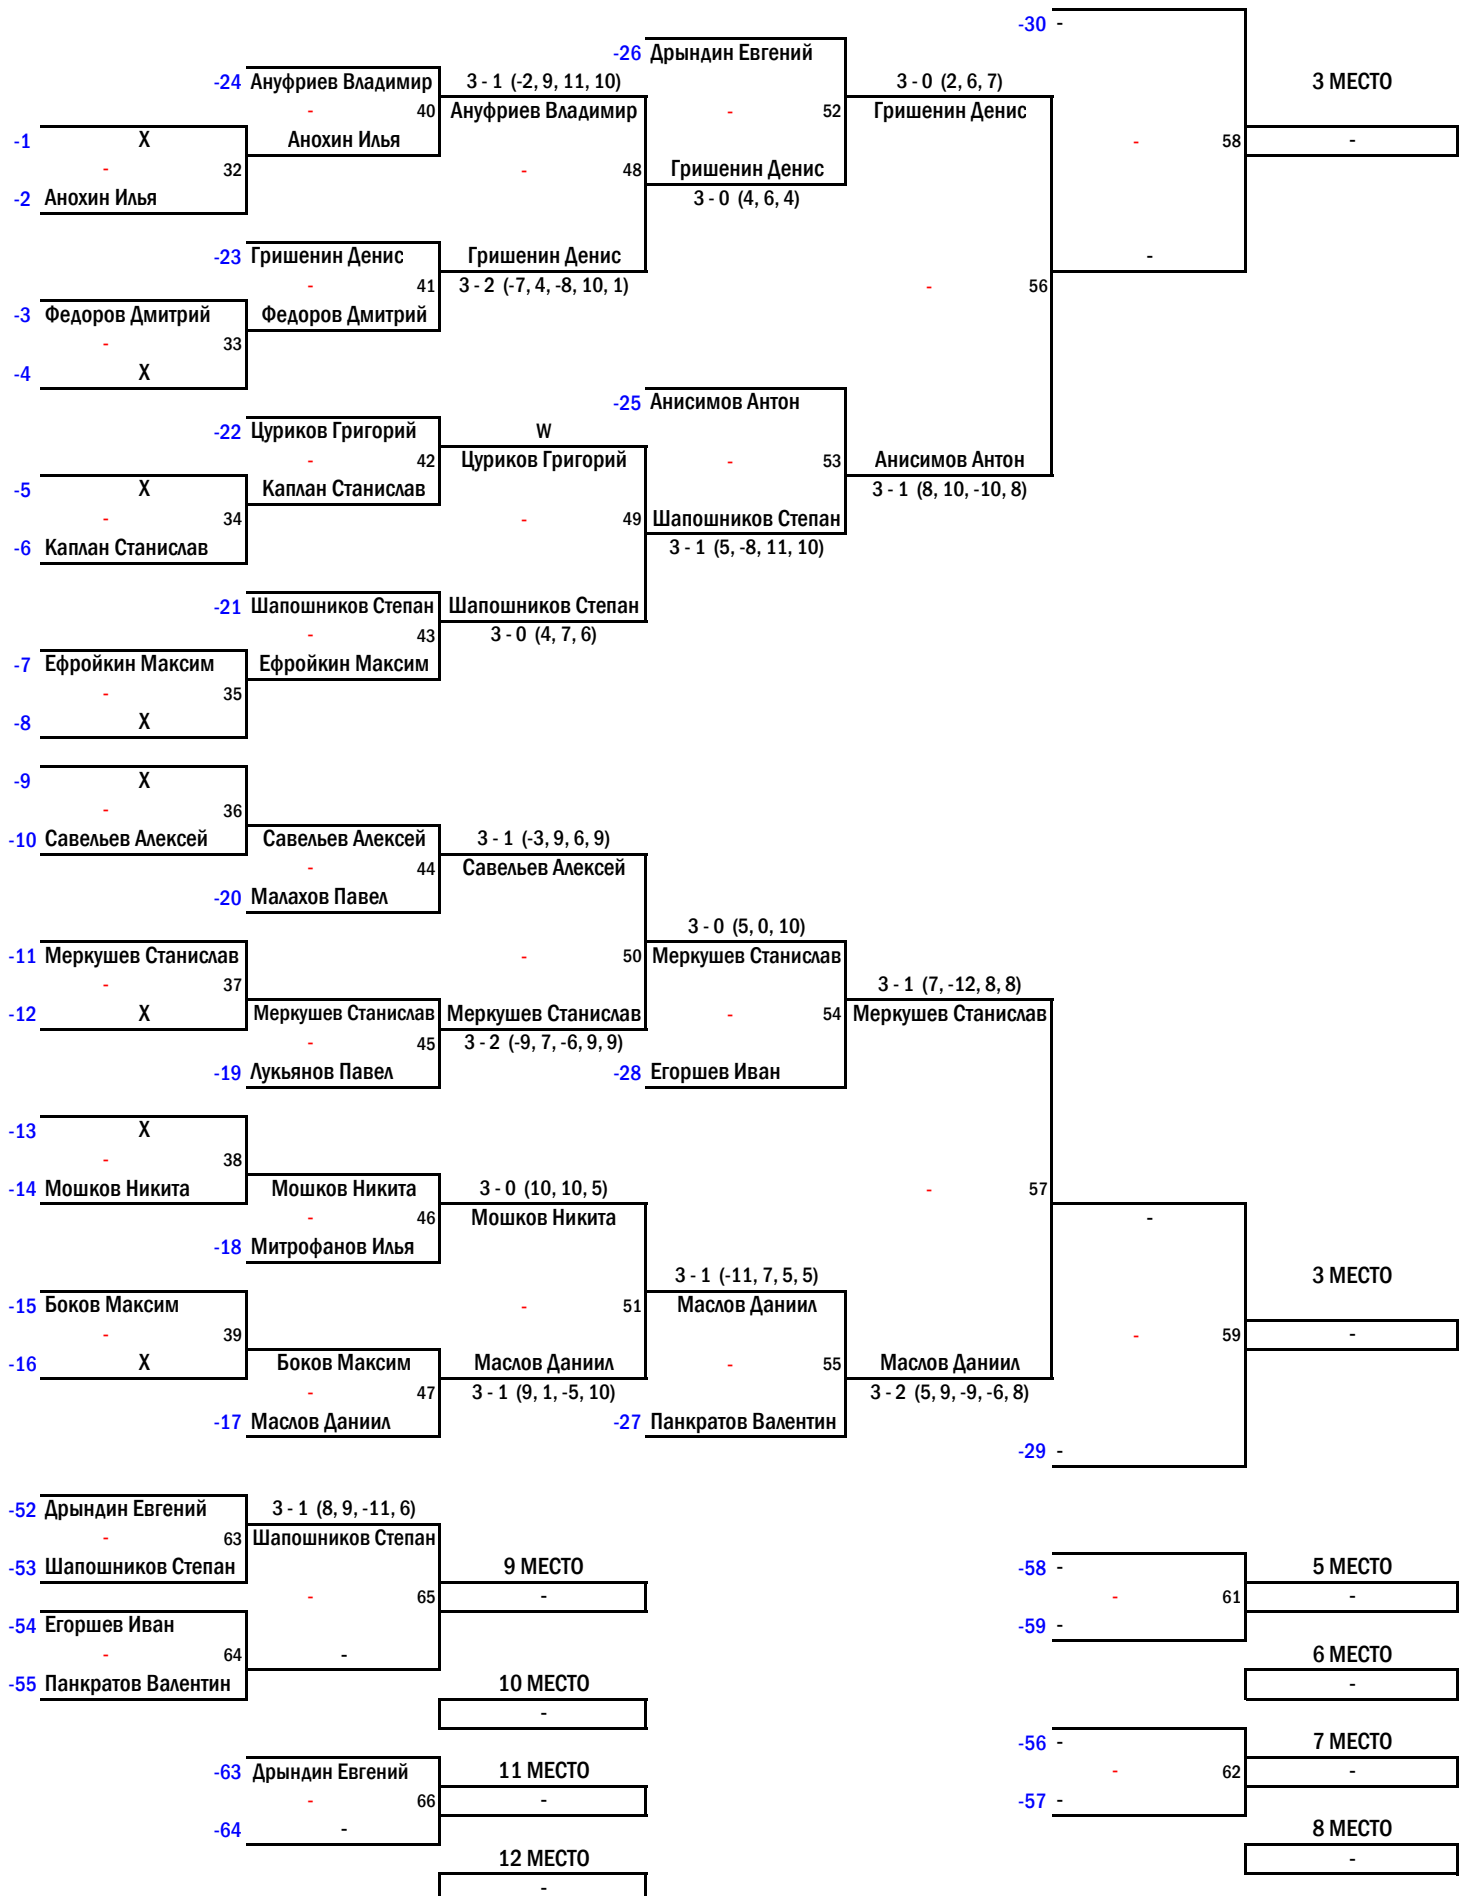 -30 -
-26 Дрындин Евгений
-24 Ануфриев Владимир 3 - 1 (-2, 9, 11, 10) 3 - 0 (2, 6, 7) 3 МЕСТО
- 40 Ануфриев Владимир - 52 Гришенин Денис
-1 X Анохин Илья - 58 -
- 32 - 48 Гришенин Денис
-2 Анохин Илья 3 - 0 (4, 6, 4)
-23 Гришенин Денис Гришенин Денис -
- 41 3 - 2 (-7, 4, -8, 10, 1) - 56
-3 Федоров Дмитрий Федоров Дмитрий
- 33
-4 X
-25 Анисимов Антон
-22 Цуриков Григорий W
- 42 Цуриков Григорий - 53 Анисимов Антон
-5 X Каплан Станислав 3 - 1 (8, 10, -10, 8)
- 34 - 49 Шапошников Степан
-6 Каплан Станислав 3 - 1 (5, -8, 11, 10)
-21 Шапошников Степан Шапошников Степан
- 43 3 - 0 (4, 7, 6)
-7 Ефройкин Максим Ефройкин Максим
- 35
-8 X
-9 X
- 36
-10 Савельев Алексей Савельев Алексей 3 - 1 (-3, 9, 6, 9)
- 44 Савельев Алексей
-20 Малахов Павел
3 - 0 (5, 0, 10)
-11 Меркушев Станислав - 50 Меркушев Станислав
- 37 3 - 1 (7, -12, 8, 8)
-12 X Меркушев Станислав Меркушев Станислав - 54 Меркушев Станислав
- 45 3 - 2 (-9, 7, -6, 9, 9)
-19 Лукьянов Павел -28 Егоршев Иван
-13 X
- 38
-14 Мошков Никита Мошков Никита 3 - 0 (10, 10, 5) - 57
- 46 Мошков Никита -
-18 Митрофанов Илья
3 - 1 (-11, 7, 5, 5) 3 МЕСТО
-15 Боков Максим - 51 Маслов Даниил
- 39 - 59 -
-16 X Боков Максим Маслов Даниил - 55 Маслов Даниил
- 47 3 - 1 (9, 1, -5, 10) 3 - 2 (5, 9, -9, -6, 8)
-17 Маслов Даниил -27 Панкратов Валентин
-29 -
-52 Дрындин Евгений 3 - 1 (8, 9, -11, 6)
- 63 Шапошников Степан
-53 Шапошников Степан 9 МЕСТО -58 - 5 МЕСТО
- 65 - - 61 -
-54 Егоршев Иван -59 -
- 64 - 6 МЕСТО
-55 Панкратов Валентин 10 МЕСТО -
-
-56 - 7 МЕСТО
-63 Дрындин Евгений 11 МЕСТО - 62 -
- 66 - -57 -
-64 - 8 МЕСТО
12 МЕСТО -
-